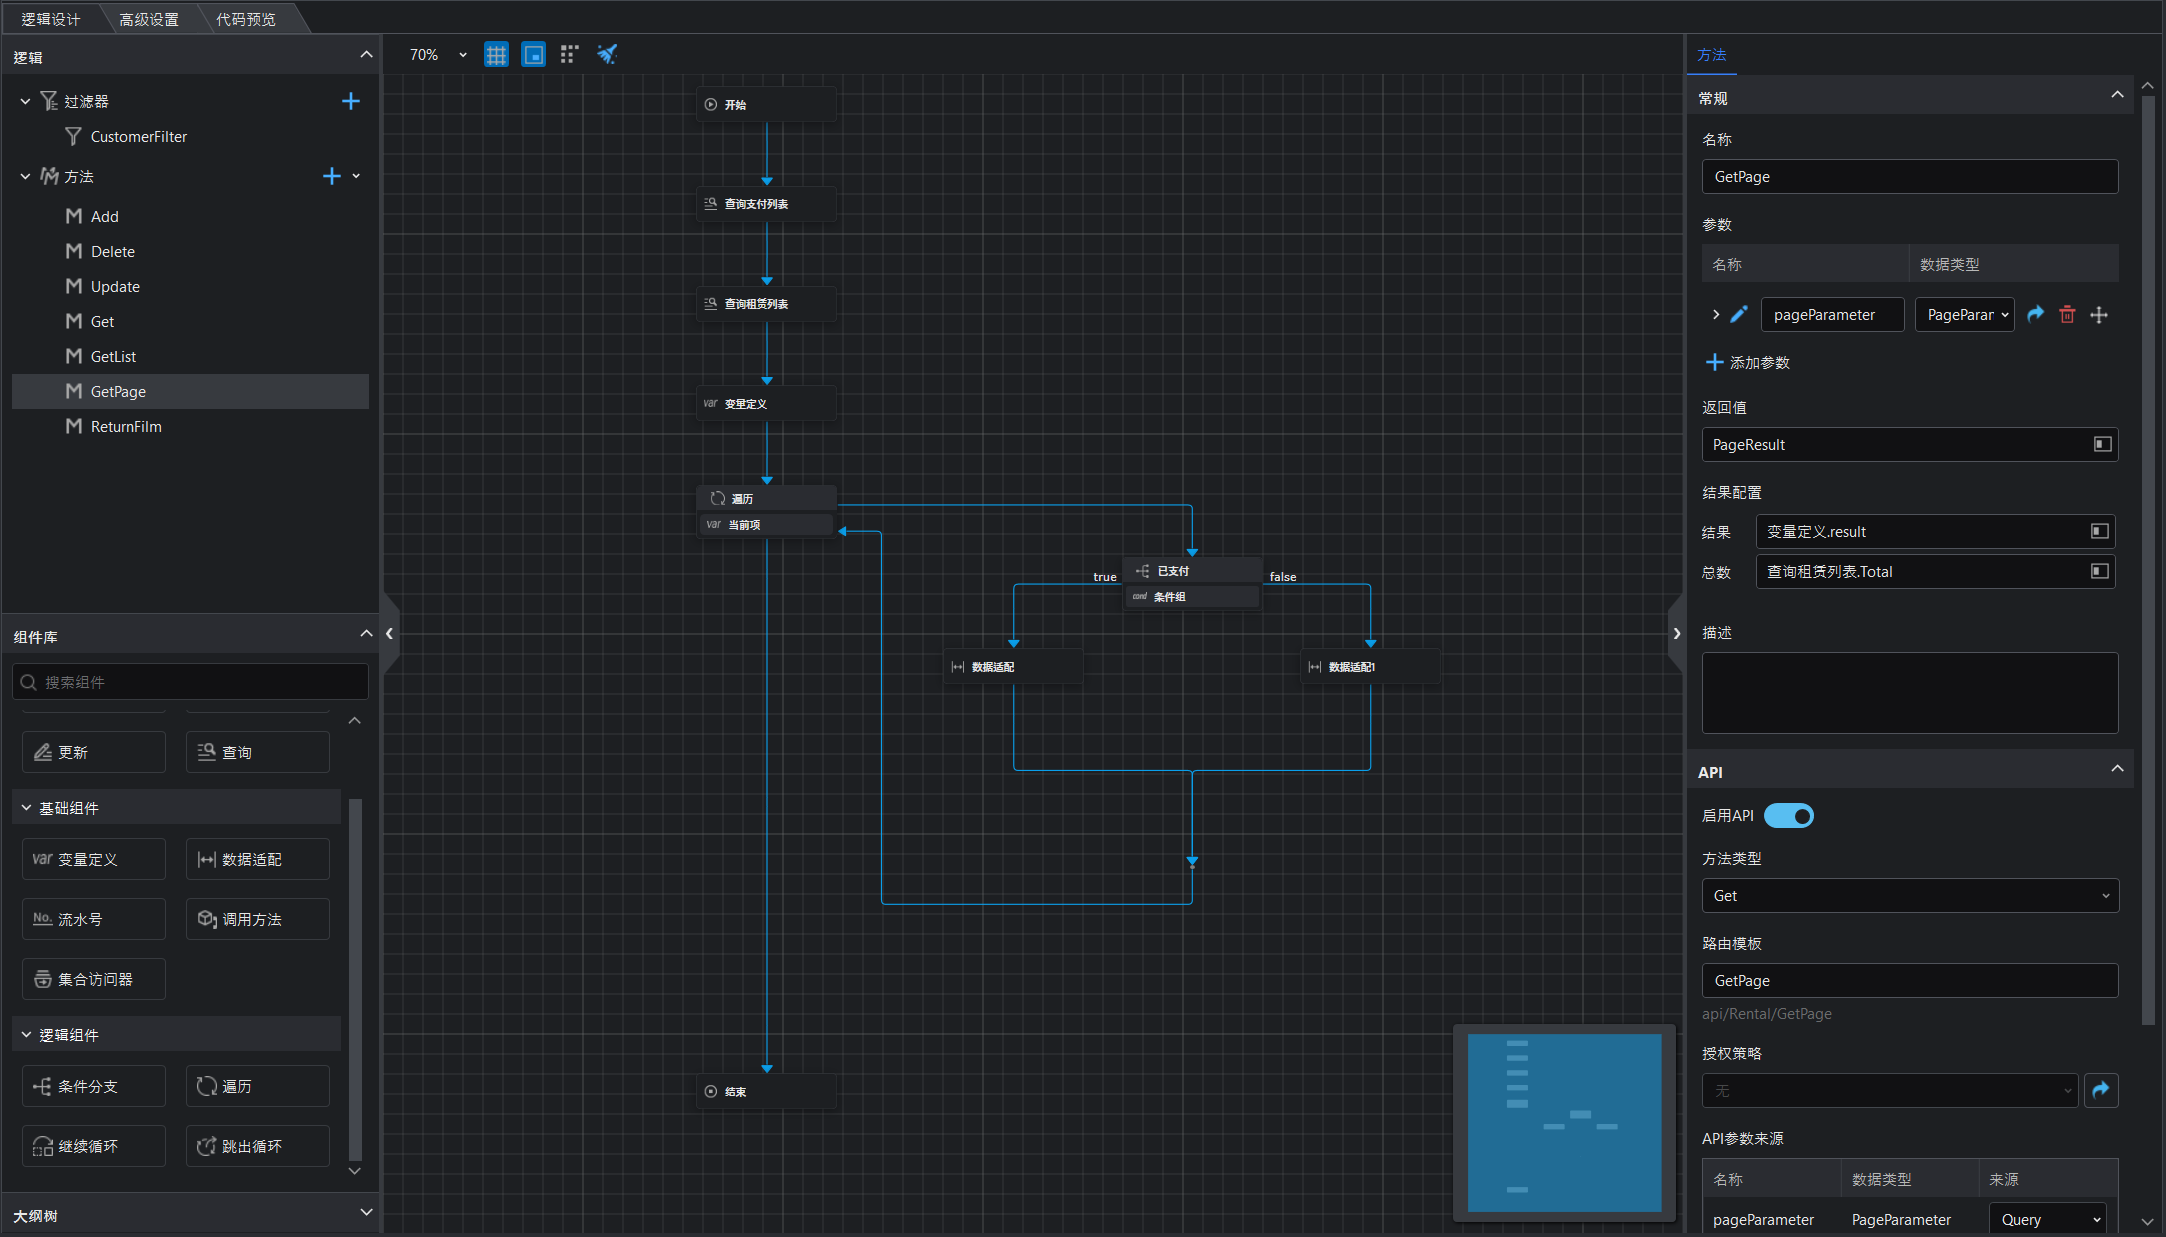 逻辑设计
高级设置
代码预览
逻辑
过滤器
CustomerFilter
方法
Add
Delete
Update
Get
GetList
GetPage
ReturnFilm
组件库
搜索组件
更新
查询
基础组件
var 变量定义
数据适配
No. 流水号
调用方法
集合访问器
逻辑组件
条件分支
遍历
继续循环
跳出循环
大纲树
70%
开始
查询支付列表
查询租赁列表
var 变量定义
遍历
var 当前项
true
已支付
false
cond 条件组
数据适配
数据适配1
结束
方法
常规
名称
GetPage
参数
名称
数据类型
pageParameter
PageParar
添加参数
返回值
PageResult
结果配置
结果
变量定义.result
总数
查询租赁列表.Total
描述
API
启用API
方法类型
Get
路由模板
GetPage
api/Rental/GetPage
授权策略
无
API参数来源
名称
数据类型
来源
pageParameter
PageParameter
Query